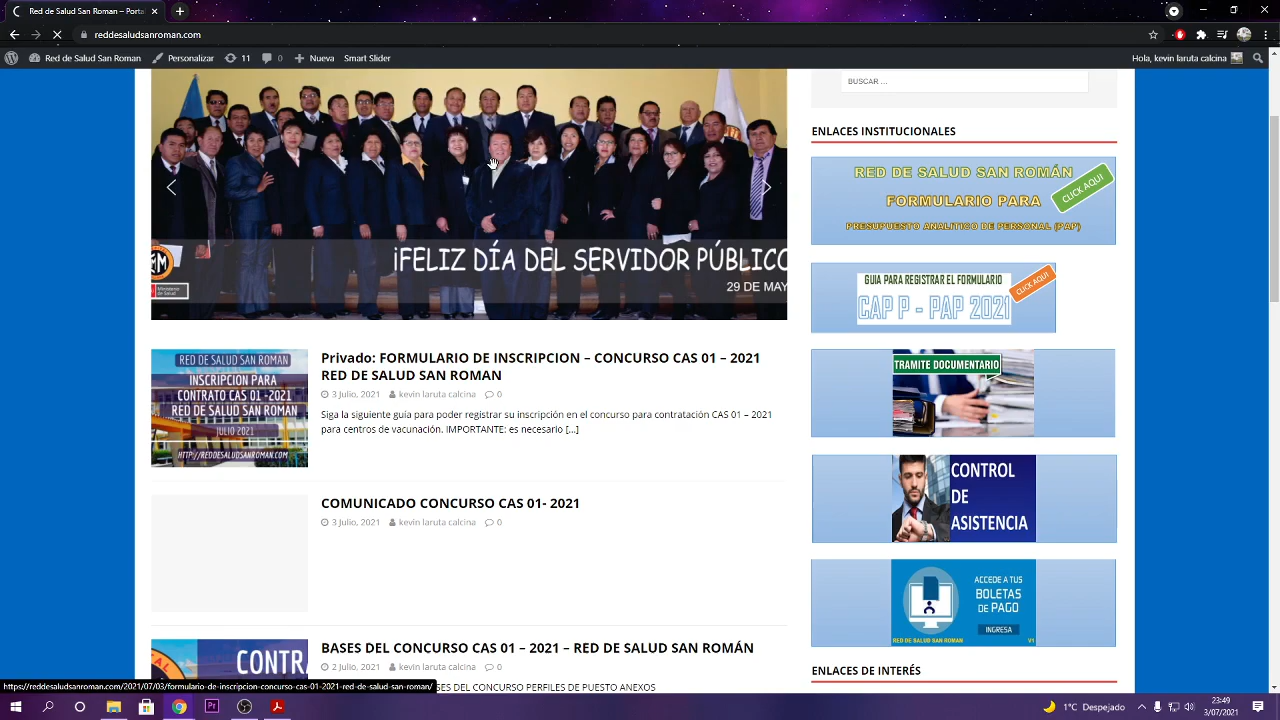 Red de Salud San Ro
reddesaludsanroman.com
Red de Salud San Roman
Personalizar
11
0
Nueva
Smart Slider
Hola, kevin laruta calcina
¡FELIZ DÍA DEL SERVIDOR PÚBLICO
29 DE MAY
Ministerio
de Salud
BUSCAR …
ENLACES INSTITUCIONALES
RED DE SALUD SAN ROMÁN
FORMULARIO PARA
PRESUPUESTO ANALITICO DE PERSONAL (PAP)
CLICK AQUÍ
GUIA PARA REGISTRAR EL FORMULARIO
CAP P - PAP 2021
CLICK AQUI
TRAMITE DOCUMENTARIO
CONTROL
DE
ASISTENCIA
ACCEDE A TUS
BOLETAS
DE PAGO
INGRESA
RED DE SALUD SAN ROMAN
V1
ENLACES DE INTERÉS
RED DE SALUD SAN ROMAN
INSCRIPCION PARA
CONTRATO CAS 01 -2021
RED DE SALUD SAN ROMAN
JULIO 2021
HTTP://REDDESALUDSANROMAN.COM
Privado: FORMULARIO DE INSCRIPCION – CONCURSO CAS 01 – 2021
RED DE SALUD SAN ROMAN
3 Julio, 2021 kevin laruta calcina 0
Siga la siguiente guía para poder registrar su inscripción en el concurso para contratación CAS 01 – 2021
para centros de vacunación. IMPORTANTE: es necesario [...]
COMUNICADO CONCURSO CAS 01- 2021
3 Julio, 2021 kevin laruta calcina 0
CONTRA
BASES DEL CONCURSO CAS 01 – 2021 – RED DE SALUD SAN ROMÁN
2 Julio, 2021 kevin laruta calcina 0
ASES DEL CONCURSO PERFILES DE PUESTO ANEXOS
https://reddesaludsanroman.com/2021/07/03/formulario-de-inscripcion-concurso-cas-01-2021-red-de-salud-san-roman/
1°C Despejado
23:49
3/07/2021